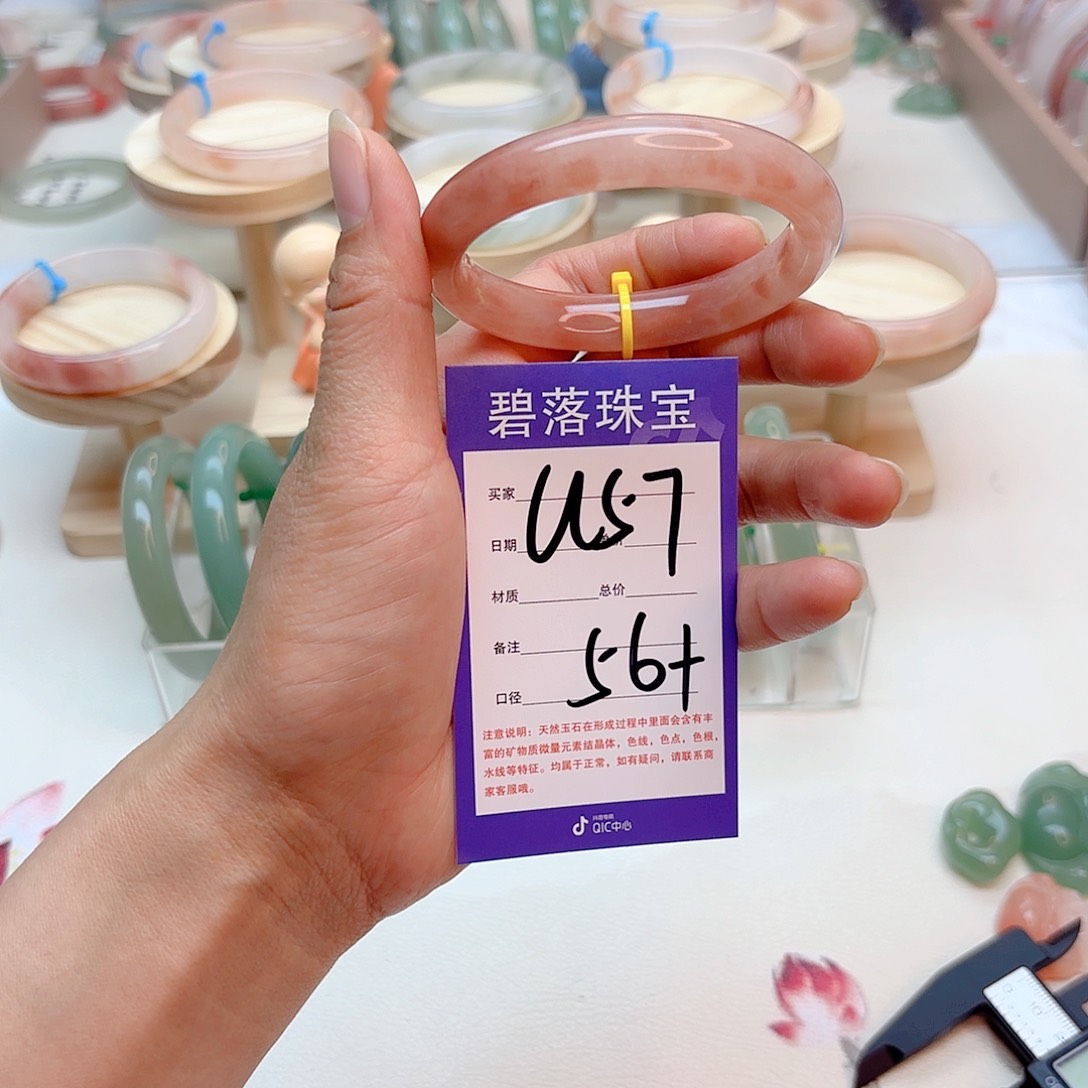 碧落珠宝
买家
U57
日期
材质 总价
备注
56+
口径
注意说明：天然玉石在形成过程中里面会含有丰
富的矿物质微量元素结晶体，色线，色点，色根，
水线等特征。均属于正常，如有疑问，请联系商
家客服哦。
抖音电商
QIC中心